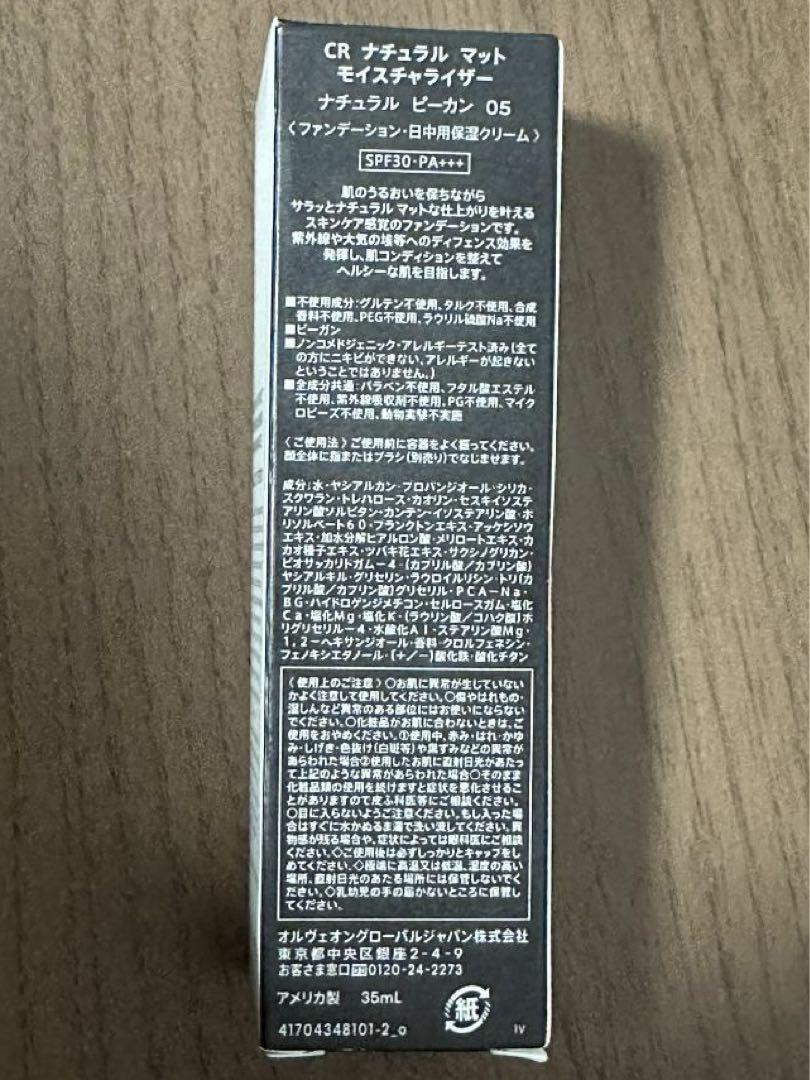 CR ナチュラル マット
モイスチャライザー
ナチュラル ピーカン 05
〈ファンデーション・日中用保湿クリーム〉
SPF30・PA+++
肌のうるおいを保ちながら
サラッとナチュラル マットな仕上がりを叶える
スキンケア感覚のファンデーションです。
紫外線や大気の埃等へのディフェンス効果を
発揮し、肌コンディションを整えて
ヘルシーな肌を目指します。
■不使用成分:グルテン不使用、タルク不使用、合成
香料不使用、PEG不使用、ラウリル硫酸Na不使用
■ビーガン
■ノンコメドジェニック・アレルギーテスト済み(全て
の方にニキビができない、アレルギーが起きない
ということではありません。)
■全成分共通:パラベン不使用、フタル酸エステル
不使用、紫外線吸収剤不使用、PG不使用、マイク
ロビーズ不使用、動物実験不実施
〈ご使用法〉ご使用前に容器をよく振ってください。
顔全体に指またはブラシ(別売り)でなじませます。
成分:水・ヤシアルカン・プロパンジオール・シリカ・
スクワラン・トレハロース・カオリン・セスキイソステ
アリン酸ソルビタン・カンテン・イソステアリン酸・ポ
リソルベート60・プランクトンエキス・アッケシソウ
エキス・加水分解ヒアルロン酸・メリロートエキス・カ
カオ種子エキス・ツバキ花エキス・サクシノグリカン・
ビオサッカリドガムー4・(カプリル酸/カプリン酸)
ヤシアルキル・グリセリン・ラウロイルリシン・トリ(カ
プリル酸/カプリン酸)グリセリル・PCA-Na・
BG・ハイドロゲンジメチコン・セルロースガム・塩化
Ca・塩化Mg・塩化K・(ラウリン酸/コハク酸)ポ
リグリセリル-4・水酸化Al・ステアリン酸Mg・
1,2-ヘキサンジオール・香料・クロルフェネシン・
フェノキシエタノール・(+/-)酸化鉄・酸化チタン
〈使用上のご注意〉○お肌に異常が生じていない
かよく注意して使用してください。○傷やはれもの・
湿しんなど異常のある部位にはお使いにならない
でください。○化粧品がお肌に合わないときは、ご
使用をおやめください。①使用中、赤み・はれ・かゆ
み・しげき・色抜け(白斑等)や黒ずみなどの異常が
あらわれた場合②使用したお肌に直射日光があたっ
て上記のような異常があらわれた場合○そのまま
化粧品類の使用を続けますと症状を悪化させるこ
とがありますので皮ふ科医等にご相談ください。
○目に入らないようご注意ください。もし入った場
合はすぐに水かぬるま湯で洗い流してください。異
物感が残る場合や、症状によっては眼科医にご相談
ください。◇ご使用後は必ずしっかりとキャップをし
めてください。◇極端に高温又は低温、湿度の高い
場所、直射日光のあたる場所には保管しないでく
ださい。◇乳幼児の手の届かないところに保管し
てください。
オルヴェオングローバルジャパン株式会社
東京都中央区銀座2-4-9
お客さま窓口 0120-24-2273
アメリカ製 35mL
紙
41704348101-2_o IV